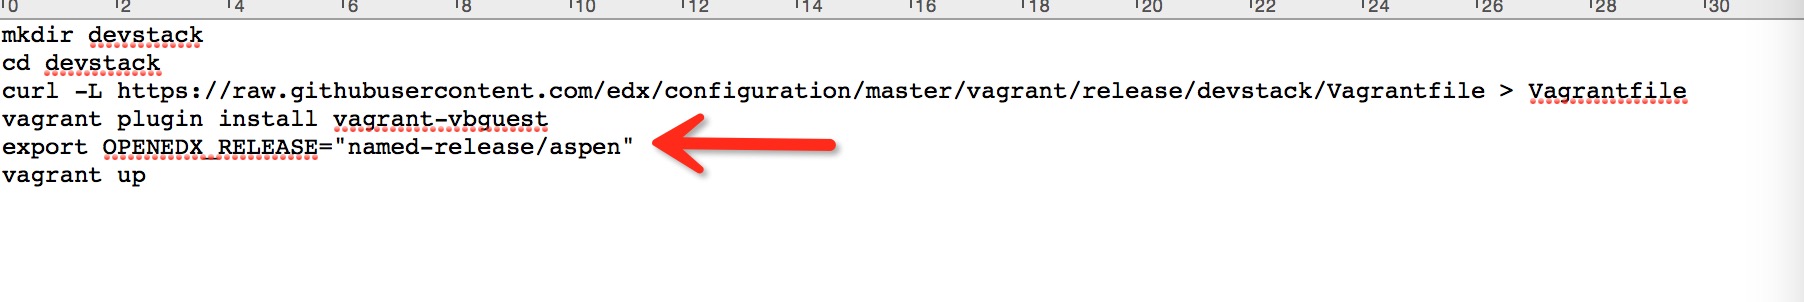 0 2 4 6 8 10 12 14 16 18 20 22 24 26 28 30
mkdir devstack
cd devstack
curl -L https://raw.githubusercontent.com/edx/configuration/master/vagrant/release/devstack/Vagrantfile > Vagrantfile
vagrant plugin install vagrant-vbguest
export OPENEDX_RELEASE="named-release/aspen"
vagrant up